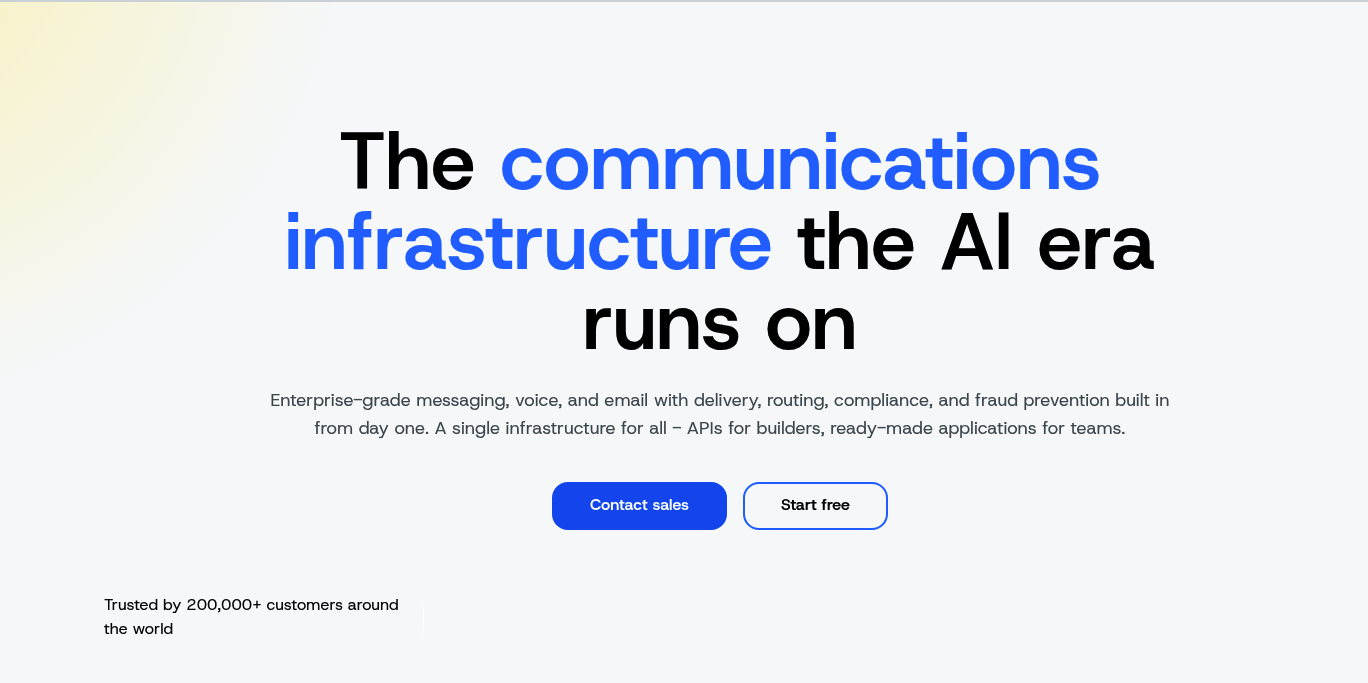 The communications
infrastructure the AI era
runs on
Enterprise–grade messaging, voice, and email with delivery, routing, compliance, and fraud prevention built in
from day one. A single infrastructure for all – APIs for builders, ready–made applications for teams.
Contact sales
Start free
Trusted by 200,000+ customers around
the world